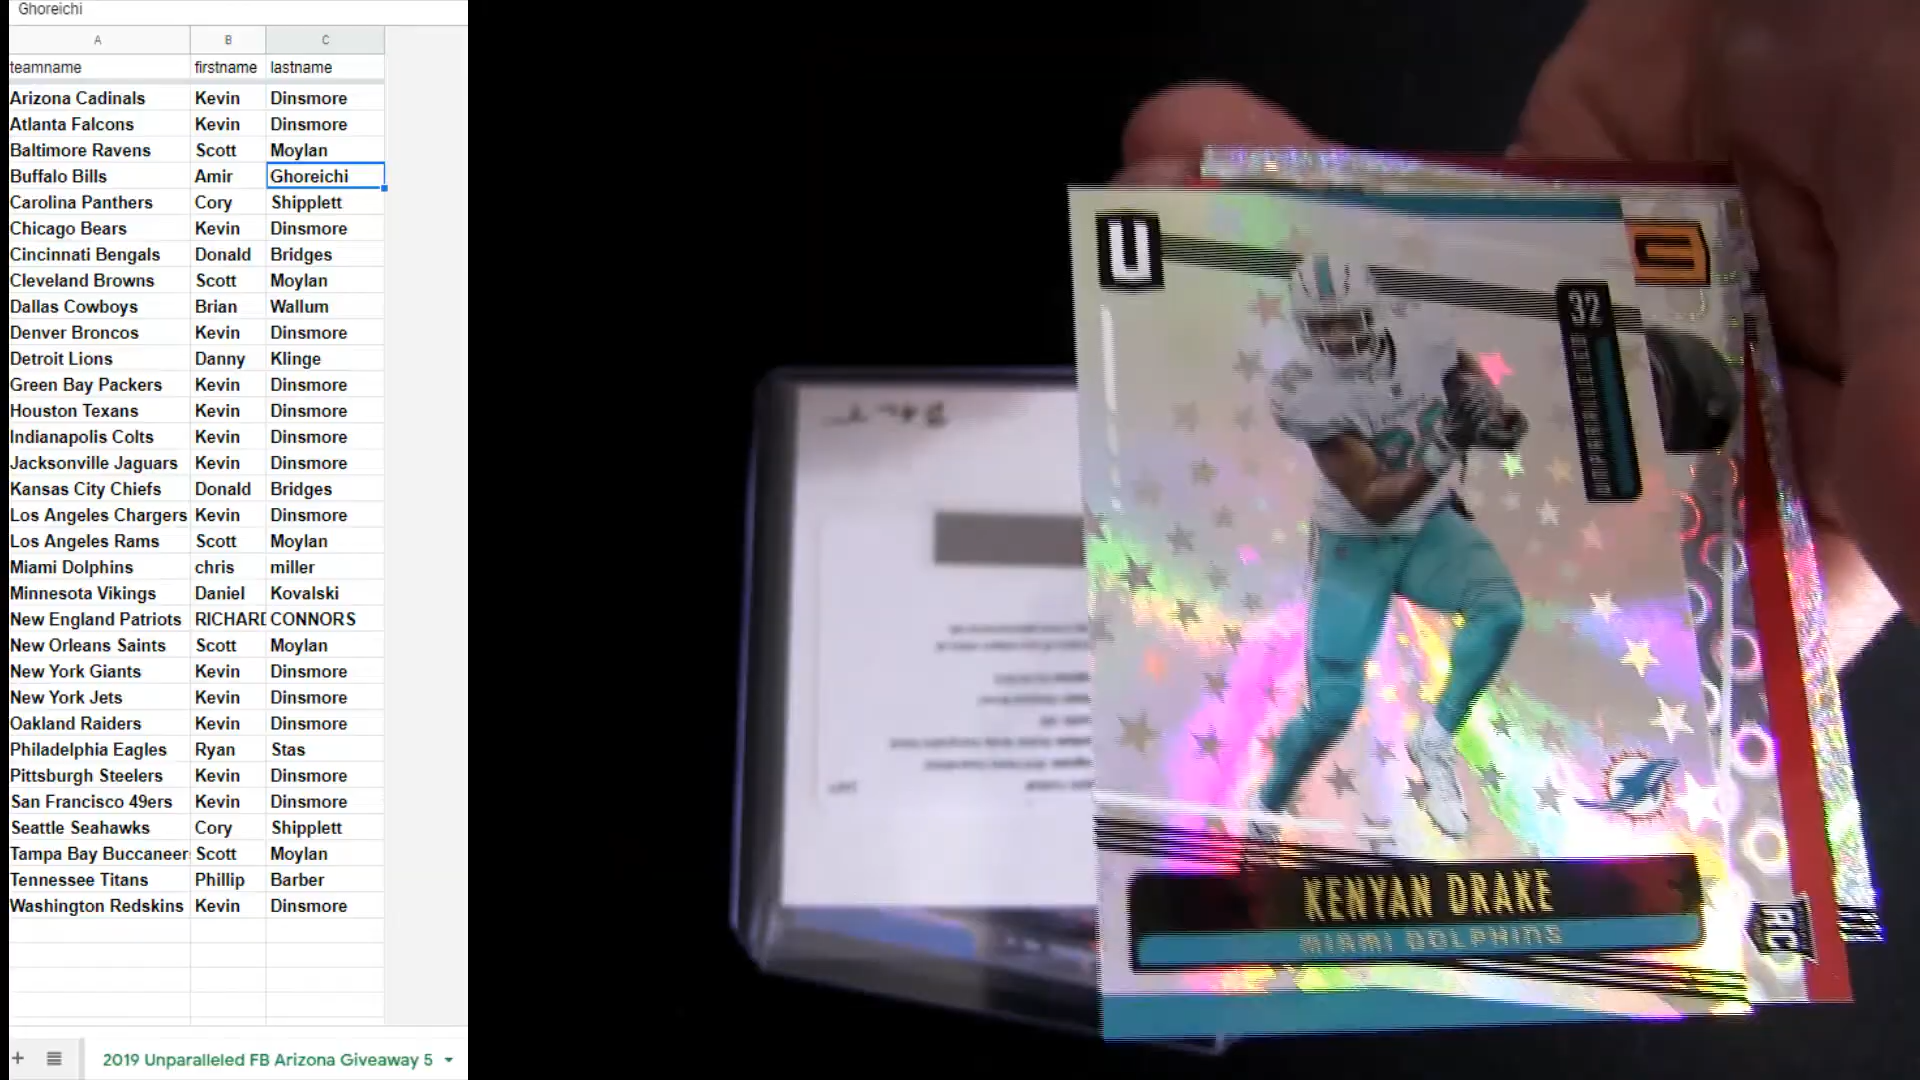 Ghoreichi
A B C
teamname firstname lastname
Arizona Cadinals Kevin Dinsmore
Atlanta Falcons Kevin Dinsmore
Baltimore Ravens Scott Moylan
Buffalo Bills Amir Ghoreichi
Carolina Panthers Cory Shipplett
Chicago Bears Kevin Dinsmore
Cincinnati Bengals Donald Bridges
Cleveland Browns Scott Moylan
Dallas Cowboys Brian Wallum
Denver Broncos Kevin Dinsmore
Detroit Lions Danny Klinge
Green Bay Packers Kevin Dinsmore
Houston Texans Kevin Dinsmore
Indianapolis Colts Kevin Dinsmore
Jacksonville Jaguars Kevin Dinsmore
Kansas City Chiefs Donald Bridges
Los Angeles Chargers Kevin Dinsmore
Los Angeles Rams Scott Moylan
Miami Dolphins chris miller
Minnesota Vikings Daniel Kovalski
New England Patriots RICHARD CONNORS
New Orleans Saints Scott Moylan
New York Giants Kevin Dinsmore
New York Jets Kevin Dinsmore
Oakland Raiders Kevin Dinsmore
Philadelphia Eagles Ryan Stas
Pittsburgh Steelers Kevin Dinsmore
San Francisco 49ers Kevin Dinsmore
Seattle Seahawks Cory Shipplett
Tampa Bay Buccaneer Scott Moylan
Tennessee Titans Phillip Barber
Washington Redskins Kevin Dinsmore
2019 Unparalleled FB Arizona Giveaway 5
U
32
UNPARALLELED
KENYAN DRAKE
MIAMI DOLPHINS
RC